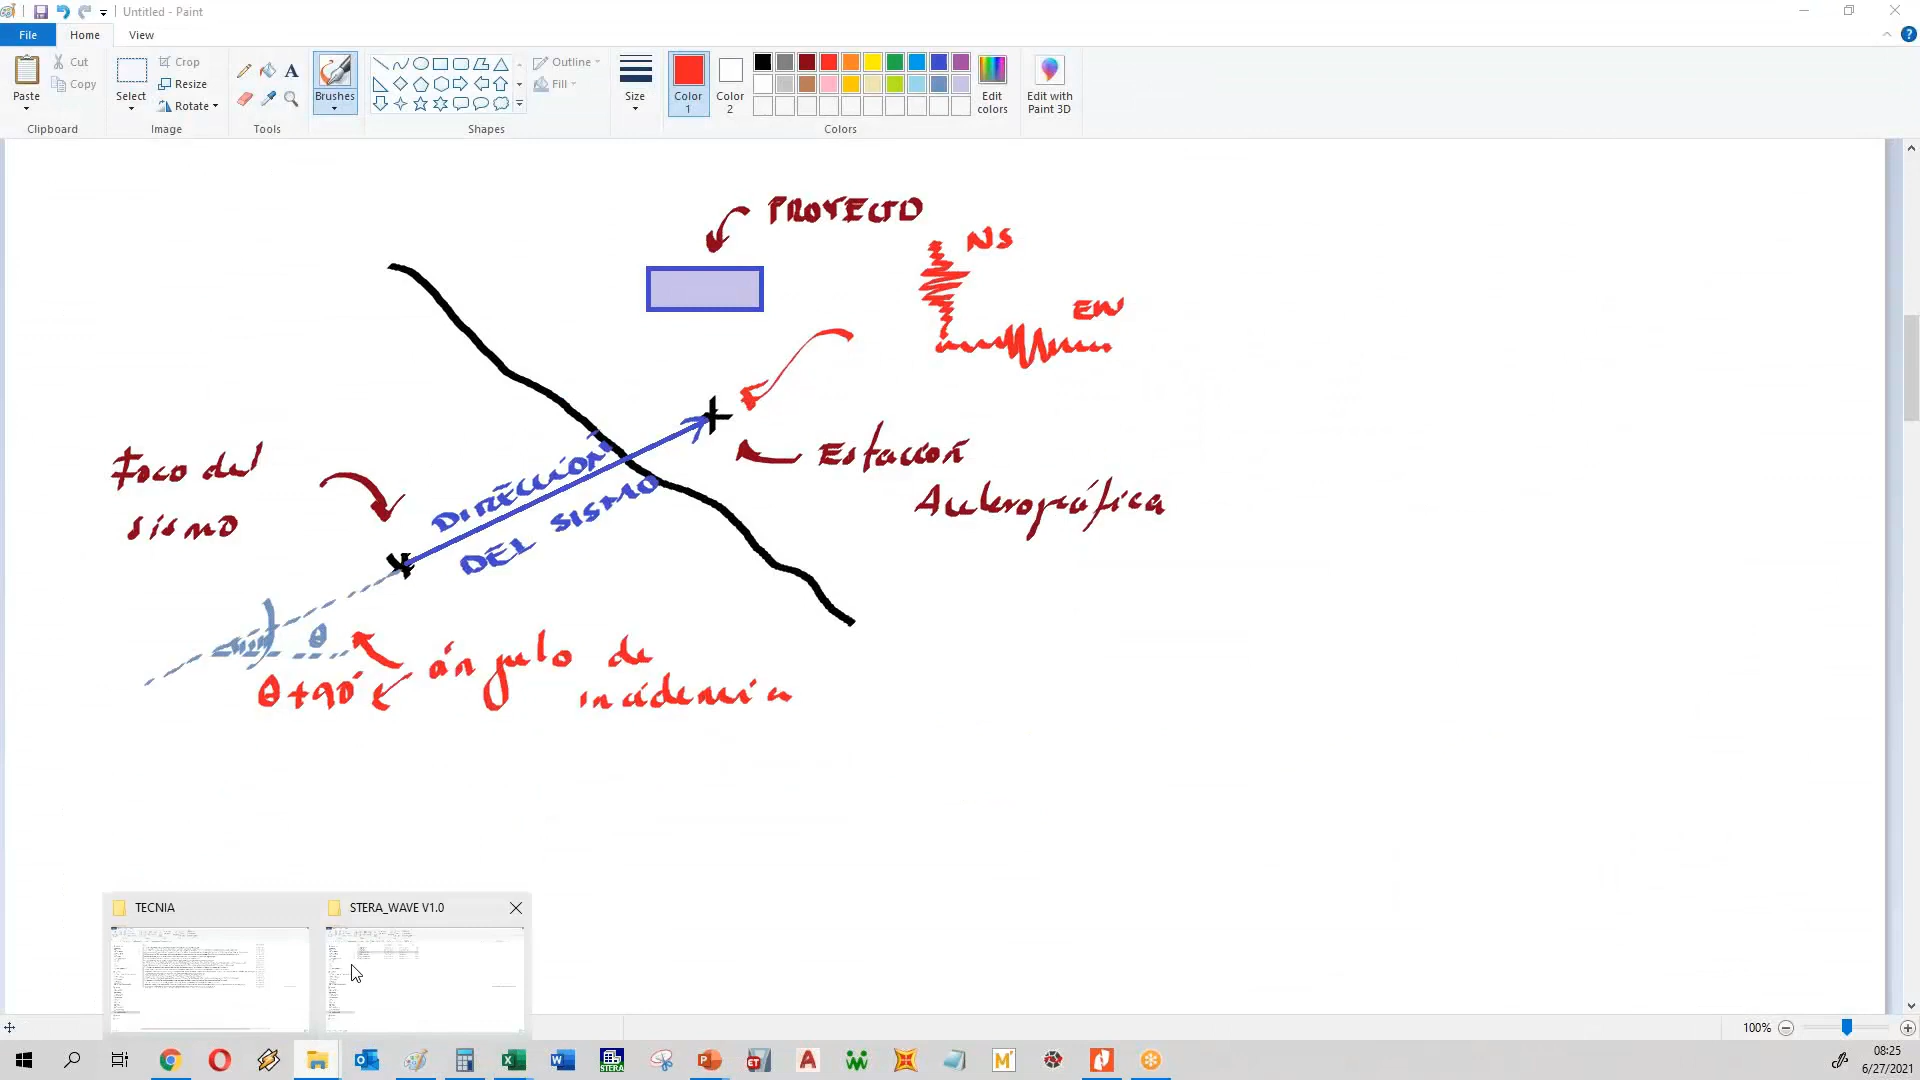 Untitled - Paint
File Home View
Paste Cut Copy Clipboard
Select Crop Resize Rotate Image
Tools
Brushes
Shapes
Outline Fill
Size
Color 1 Color 2
Edit colors
Edit with Paint 3D
Colors
PROYECTO
NS
EW
Foco del
sismo
DIRECCIÓN
DEL SISMO
Estación
Acelerográfica
θ
θ+90°
ángulo de
incidencia
TECNIA
STERA_WAVE V1.0
100%
STERA
08:25
6/27/2021